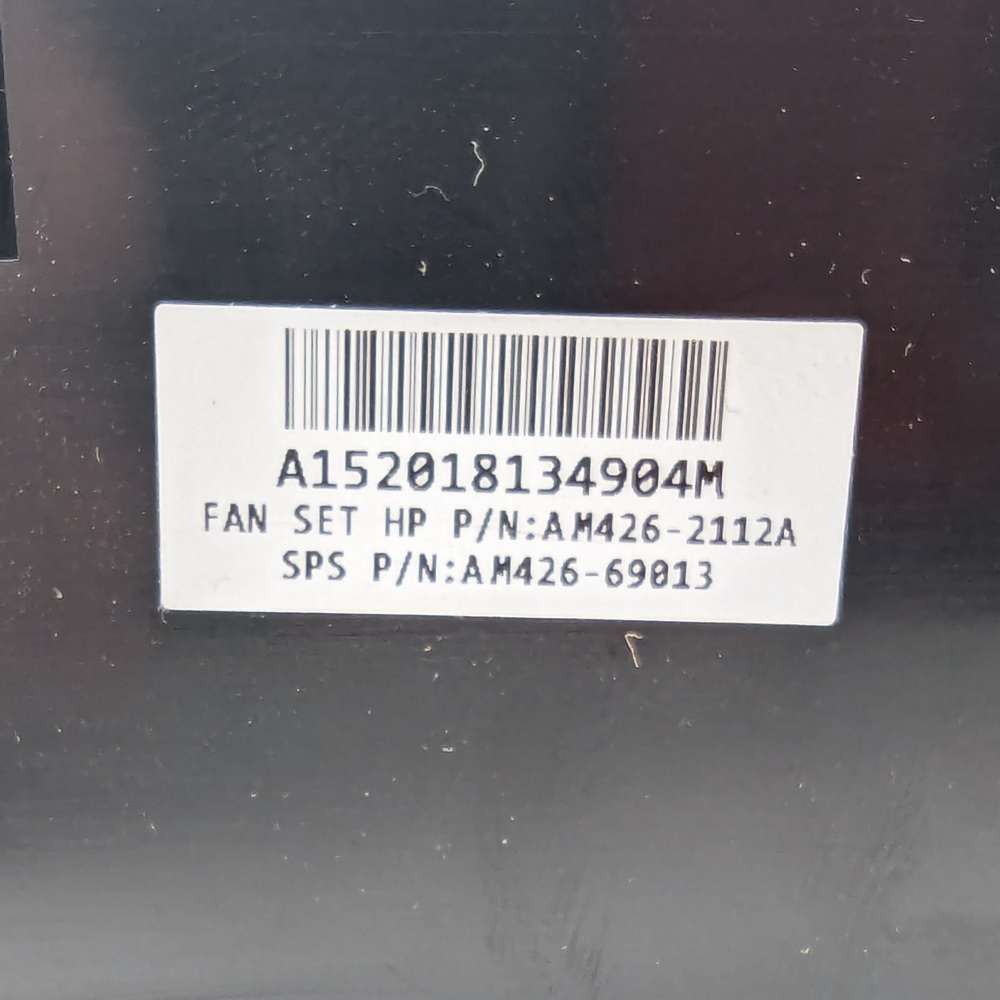 A152018134904M
FAN SET HP P/N:AM426-2112A
SPS P/N:AM426-69013